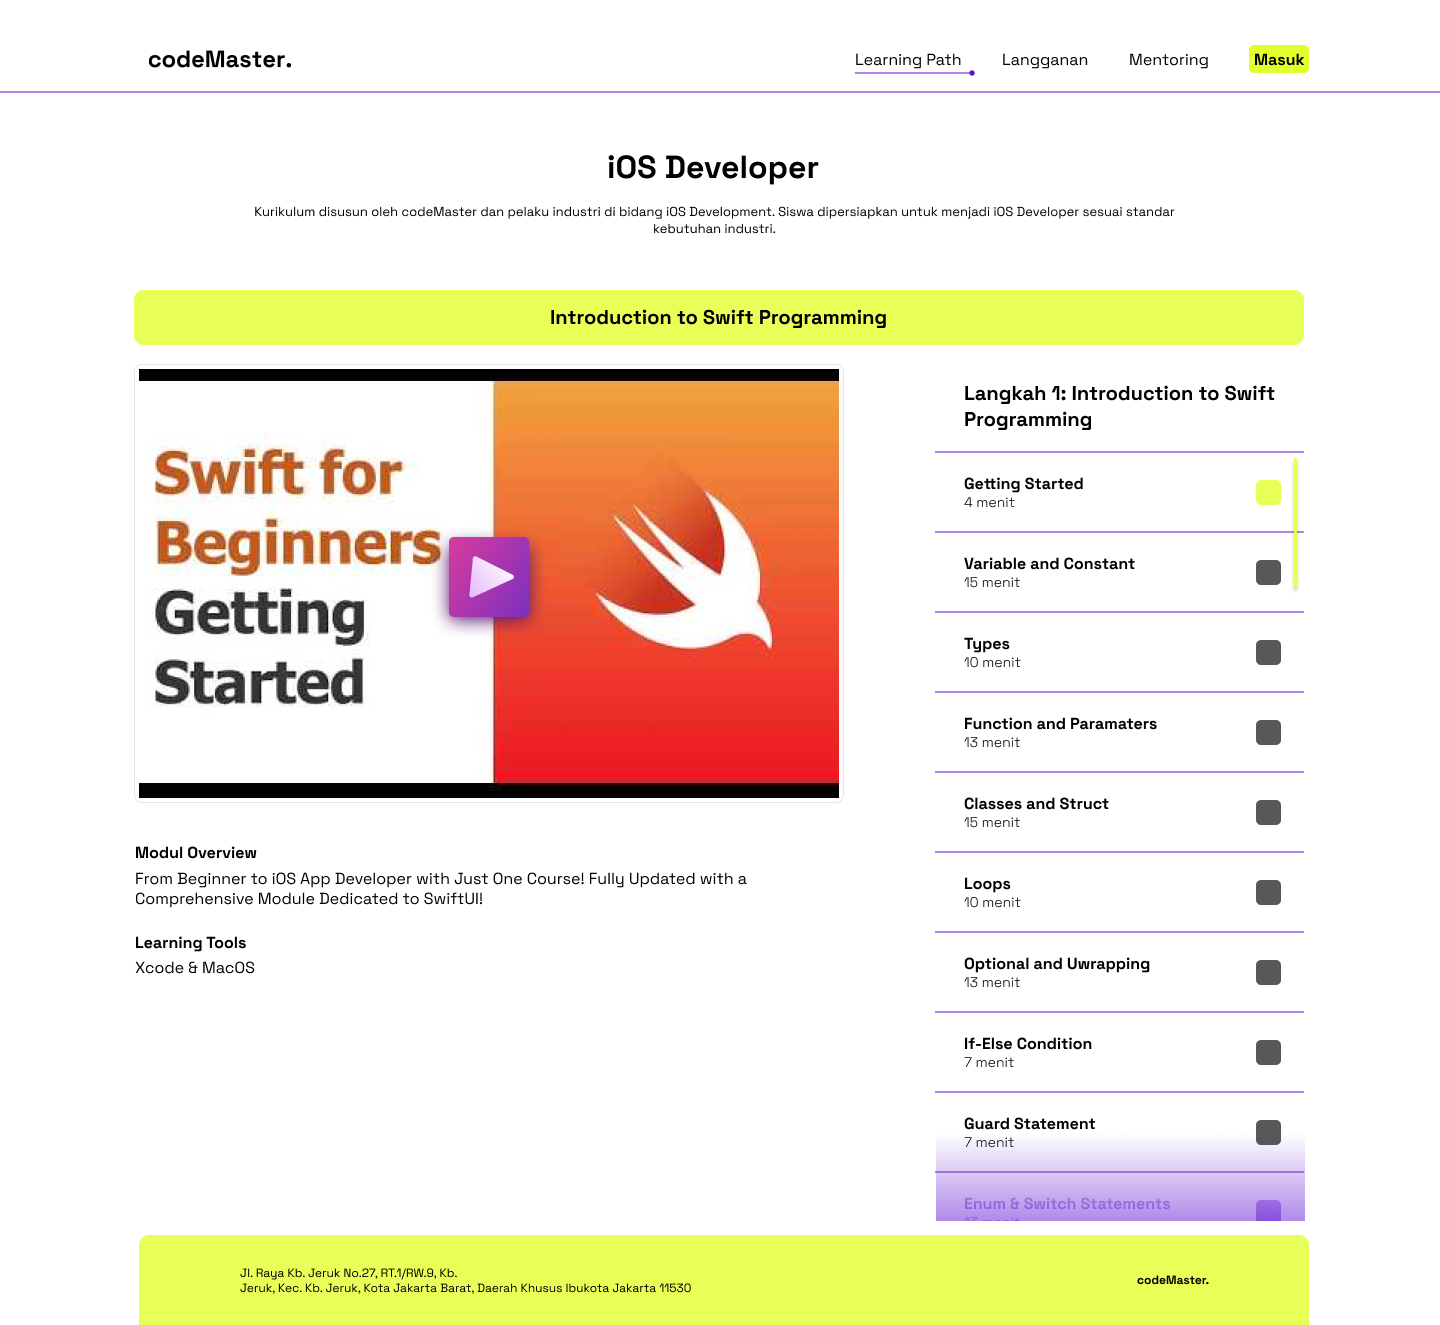 codeMaster.
Learning Path
Langganan
Mentoring
Masuk
iOS Developer
Kurikulum disusun oleh codeMaster dan pelaku industri di bidang iOS Development. Siswa dipersiapkan untuk menjadi iOS Developer sesuai standar
kebutuhan industri.
Introduction to Swift Programming
Swift for
Beginners
Getting
Started
Modul Overview
From Beginner to iOS App Developer with Just One Course! Fully Updated with a
Comprehensive Module Dedicated to SwiftUI!
Learning Tools
Xcode & MacOS
Langkah 1: Introduction to Swift
Programming
Getting Started
4 menit
Variable and Constant
15 menit
Types
10 menit
Function and Paramaters
13 menit
Classes and Struct
15 menit
Loops
10 menit
Optional and Uwrapping
13 menit
If-Else Condition
7 menit
Guard Statement
7 menit
Enum & Switch Statements
Jl. Raya Kb. Jeruk No.27, RT.1/RW.9, Kb.
Jeruk, Kec. Kb. Jeruk, Kota Jakarta Barat, Daerah Khusus Ibukota Jakarta 11530
codeMaster.